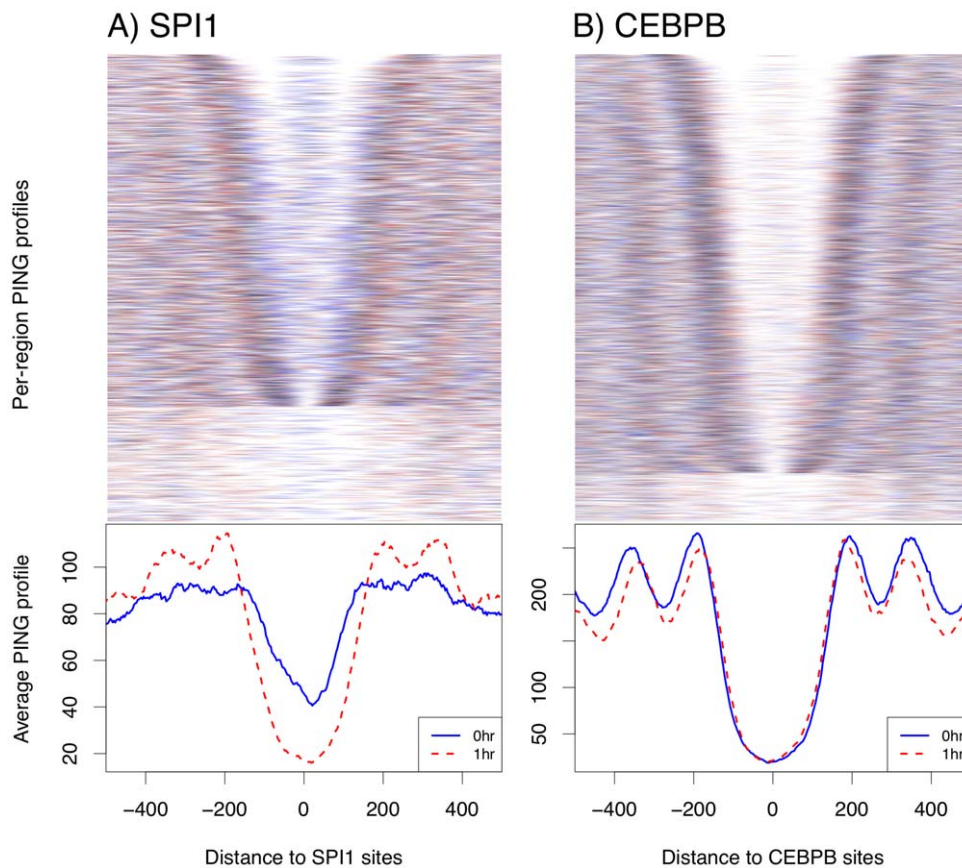 A) SPI1
B) CEBPB
Per-region PING profiles
Average PING profile
100
80
60
40
20
200
100
50
0hr
1hr
0hr
1hr
−400 −200 0 200 400
−400 −200 0 200 400
Distance to SPI1 sites
Distance to CEBPB sites